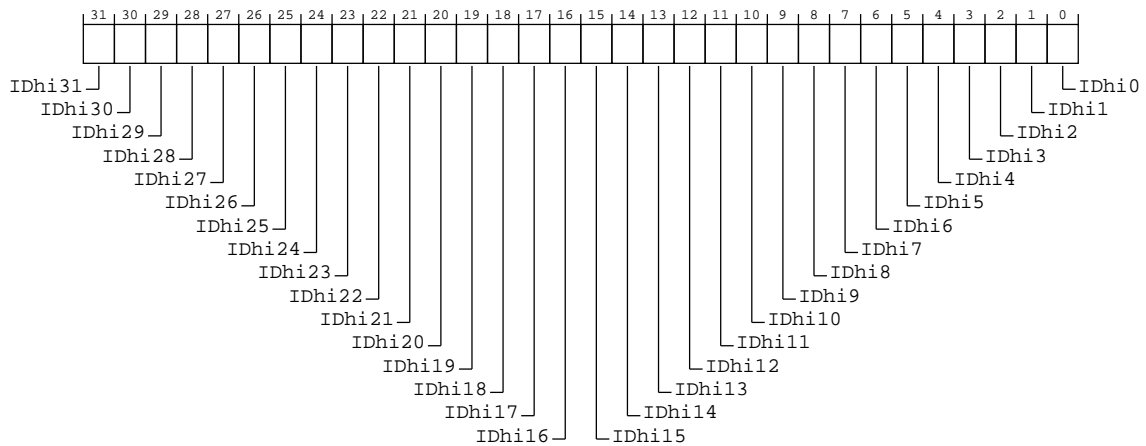 31 30 29 28 27 26 25 24 23 22 21 20 19 18 17 16 15 14 13 12 11 10 9 8 7 6 5 4 3 2 1 0
IDhi31 IDhi0
IDhi30 IDhi1
IDhi29 IDhi2
IDhi28 IDhi3
IDhi27 IDhi4
IDhi26 IDhi5
IDhi25 IDhi6
IDhi24 IDhi7
IDhi23 IDhi8
IDhi22 IDhi9
IDhi21 IDhi10
IDhi20 IDhi11
IDhi19 IDhi12
IDhi18 IDhi13
IDhi17 IDhi14
IDhi16 IDhi15